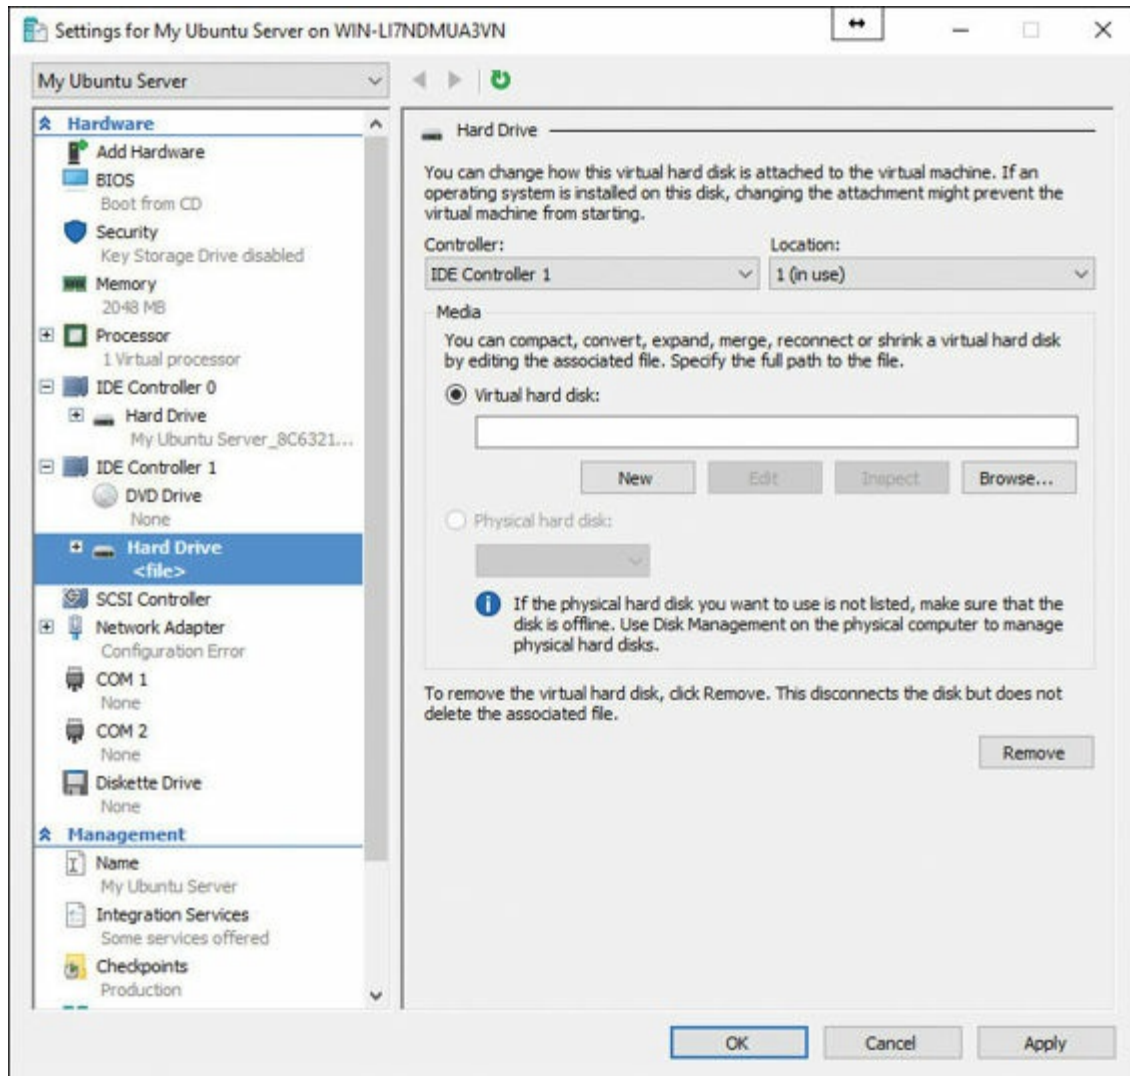 Settings for My Ubuntu Server on WIN-LI7NDMUA3VN
My Ubuntu Server
Hardware
Add Hardware
BIOS
Boot from CD
Security
Key Storage Drive disabled
Memory
2048 MB
Processor
1 Virtual processor
IDE Controller 0
Hard Drive
My Ubuntu Server_8C6321...
IDE Controller 1
DVD Drive
None
Hard Drive
<file>
SCSI Controller
Network Adapter
Configuration Error
COM 1
None
COM 2
None
Diskette Drive
None
Management
Name
My Ubuntu Server
Integration Services
Some services offered
Checkpoints
Production
Hard Drive
You can change how this virtual hard disk is attached to the virtual machine. If an
operating system is installed on this disk, changing the attachment might prevent the
virtual machine from starting.
Controller: Location:
IDE Controller 1 1 (in use)
Media
You can compact, convert, expand, merge, reconnect or shrink a virtual hard disk
by editing the associated file. Specify the full path to the file.
Virtual hard disk:
New Edit Inspect Browse...
Physical hard disk:
If the physical hard disk you want to use is not listed, make sure that the
disk is offline. Use Disk Management on the physical computer to manage
physical hard disks.
To remove the virtual hard disk, click Remove. This disconnects the disk but does not
delete the associated file.
Remove
OK Cancel Apply